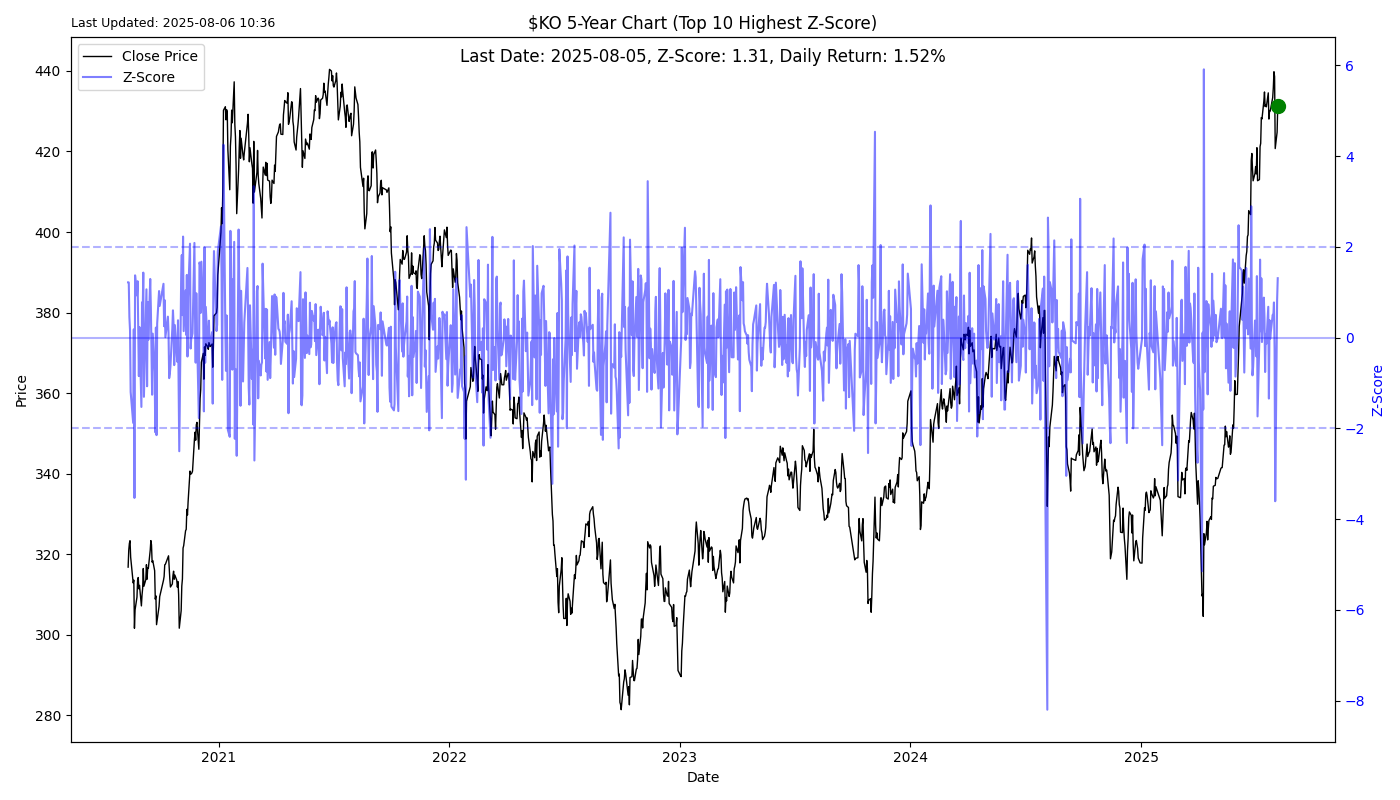 Last Updated: 2025-08-06 10:36
$KO 5-Year Chart (Top 10 Highest Z-Score)
Last Date: 2025-08-05, Z-Score: 1.31, Daily Return: 1.52%
Close Price
Z-Score
440
420
400
380
360
340
320
300
280
Price
6
4
2
0
−2
−4
−6
−8
Z-Score
2021
2022
2023
2024
2025
Date